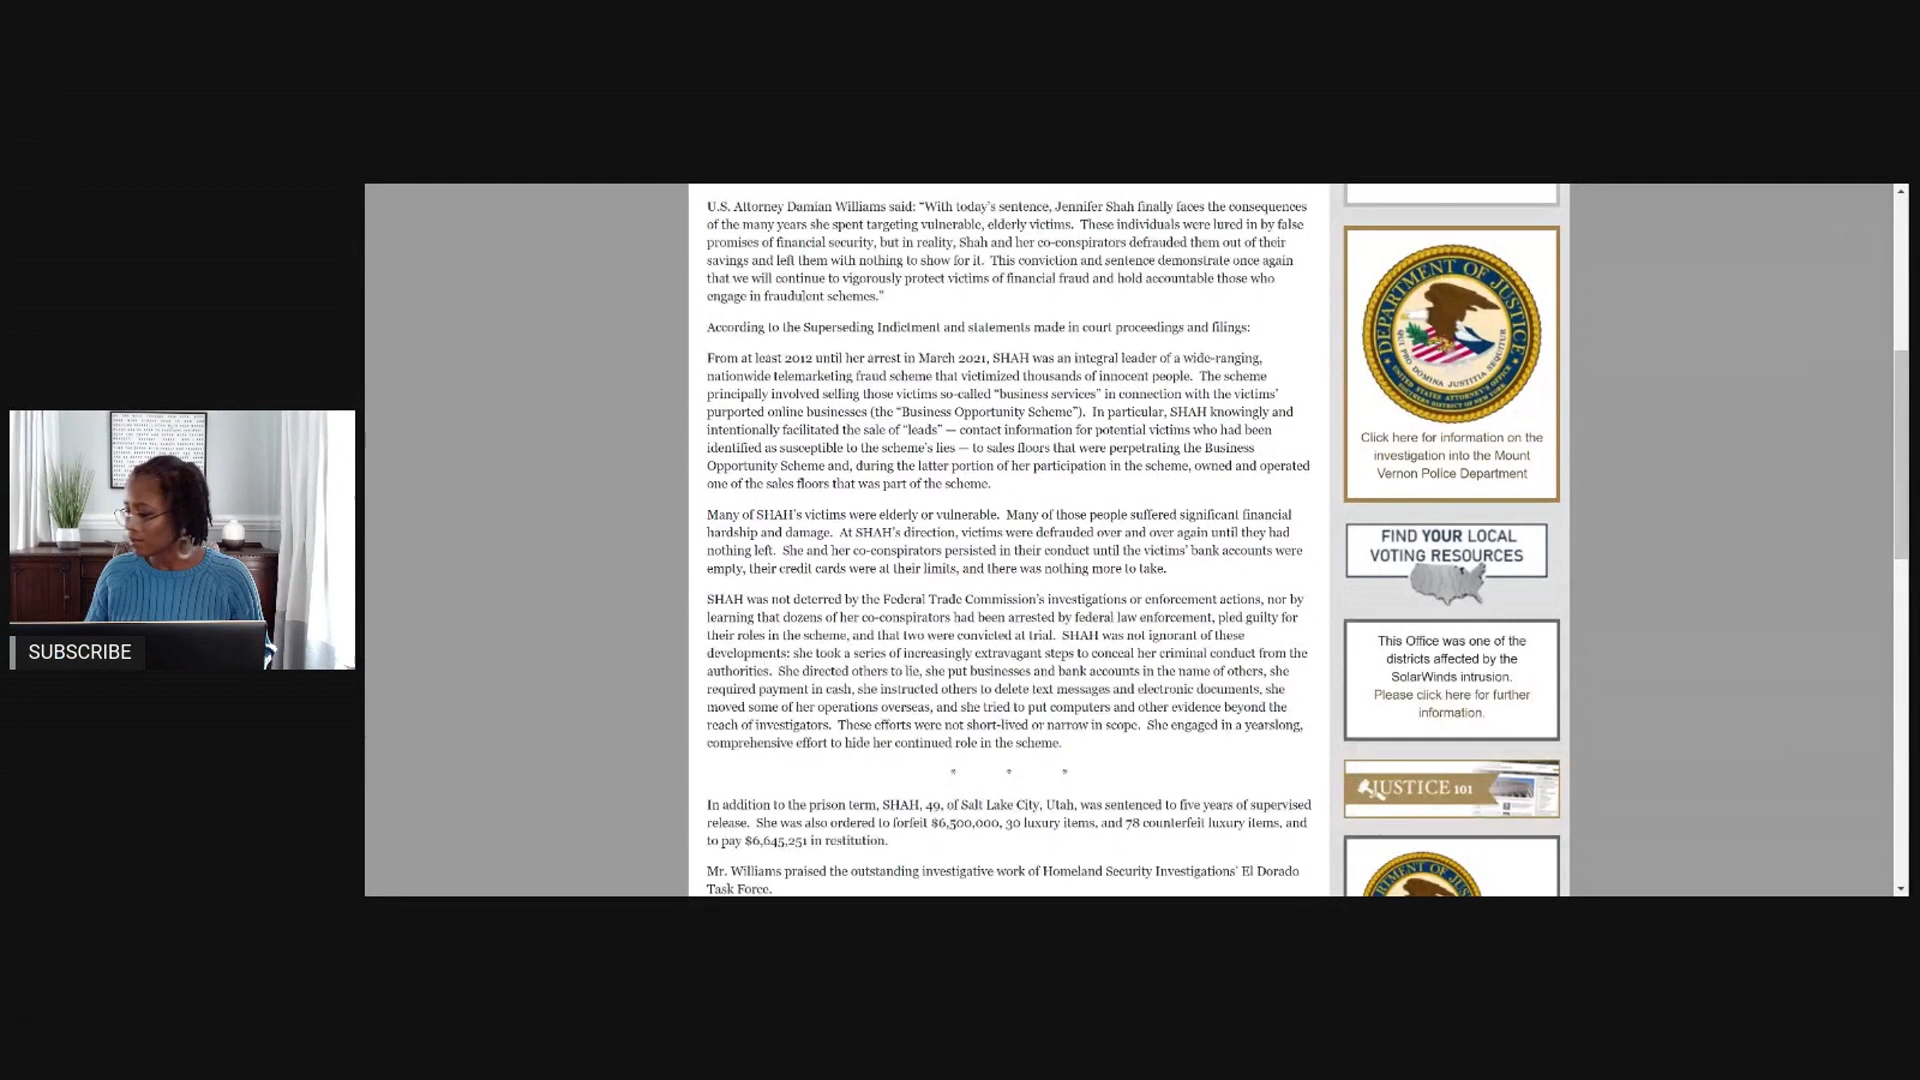 U.S. Attorney Damian Williams said: “With today’s sentence, Jennifer Shah finally faces the consequences
of the many years she spent targeting vulnerable, elderly victims.  These individuals were lured in by false
promises of financial security, but in reality, Shah and her co-conspirators defrauded them out of their
savings and left them with nothing to show for it.  This conviction and sentence demonstrate once again
that we will continue to vigorously protect victims of financial fraud and hold accountable those who
engage in fraudulent schemes.”
According to the Superseding Indictment and statements made in court proceedings and filings:
From at least 2012 until her arrest in March 2021, SHAH was an integral leader of a wide-ranging,
nationwide telemarketing fraud scheme that victimized thousands of innocent people.  The scheme
principally involved selling those victims so-called “business services” in connection with the victims’
purported online businesses (the “Business Opportunity Scheme”).  In particular, SHAH knowingly and
intentionally facilitated the sale of “leads” — contact information for potential victims who had been
identified as susceptible to the scheme’s lies — to sales floors that were perpetrating the Business
Opportunity Scheme and, during the latter portion of her participation in the scheme, owned and operated
one of the sales floors that was part of the scheme.
Many of SHAH’s victims were elderly or vulnerable.  Many of those people suffered significant financial
hardship and damage.  At SHAH’s direction, victims were defrauded over and over again until they had
nothing left.  She and her co-conspirators persisted in their conduct until the victims’ bank accounts were
empty, their credit cards were at their limits, and there was nothing more to take.
SHAH was not deterred by the Federal Trade Commission’s investigations or enforcement actions, nor by
learning that dozens of her co-conspirators had been arrested by federal law enforcement, pled guilty for
their roles in the scheme, and that two were convicted at trial.  SHAH was not ignorant of these
developments: she took a series of increasingly extravagant steps to conceal her criminal conduct from the
authorities.  She directed others to lie, she put businesses and bank accounts in the name of others, she
required payment in cash, she instructed others to delete text messages and electronic documents, she
moved some of her operations overseas, and she tried to put computers and other evidence beyond the
reach of investigators.  These efforts were not short-lived or narrow in scope.  She engaged in a yearslong,
comprehensive effort to hide her continued role in the scheme.
* * *
In addition to the prison term, SHAH, 49, of Salt Lake City, Utah, was sentenced to five years of supervised
release.  She was also ordered to forfeit $6,500,000, 30 luxury items, and 78 counterfeit luxury items, and
to pay $6,645,251 in restitution.
Mr. Williams praised the outstanding investigative work of Homeland Security Investigations’ El Dorado
Task Force.
DEPARTMENT OF JUSTICE
QUI PRO DOMINA JUSTITIA SEQUITUR
UNITED STATES ATTORNEY'S OFFICE
SOUTHERN DISTRICT OF NEW YORK
Click here for information on the
investigation into the Mount
Vernon Police Department
FIND YOUR LOCAL
VOTING RESOURCES
This Office was one of the
districts affected by the
SolarWinds intrusion.
Please click here for further
information.
JUSTICE 101
SUBSCRIBE